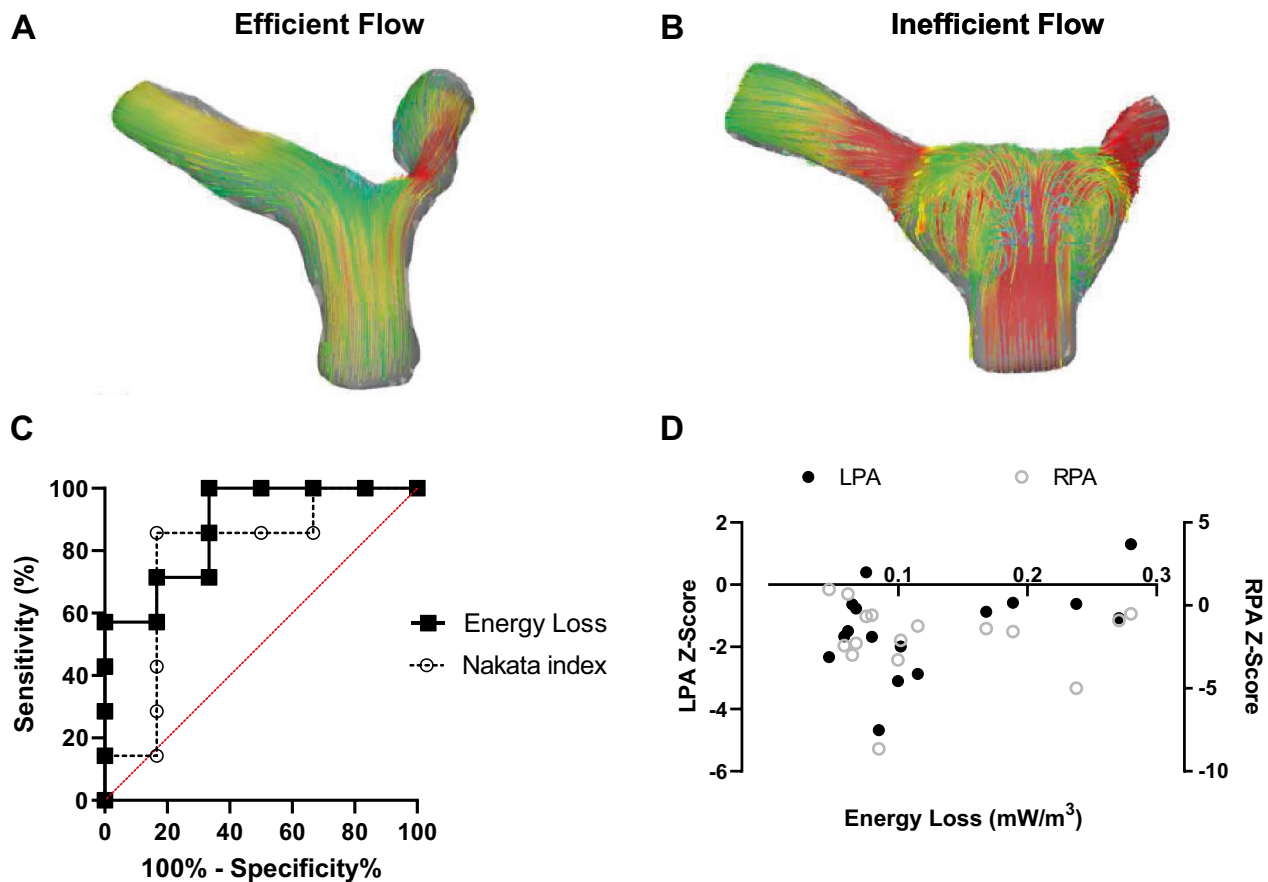 A
Efficient Flow
B
Inefficient Flow
C
100
80
60
40
20
0
Sensitivity (%)
0 20 40 60 80 100
100% - Specificity%
Energy Loss
Nakata index
D
LPA
RPA
2
0
-2
-4
-6
LPA Z-Score
0.1 0.2 0.3
5
0
-5
-10
RPA Z-Score
Energy Loss (mW/m³)